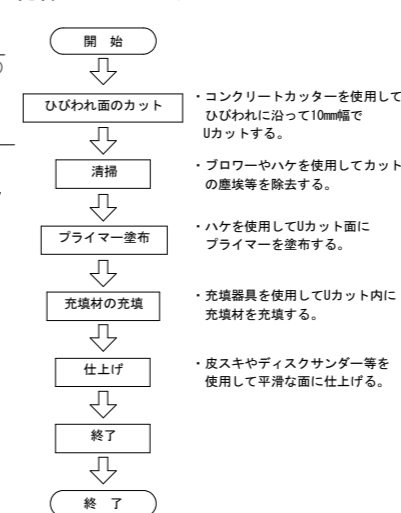 開 始
ひびわれ面のカット
・コンクリートカッターを使用して
ひびわれに沿って10mm幅で
Uカットする。
清掃
・ブロワーやハケを使用してカット
の塵埃等を除去する。
プライマー塗布
・ハケを使用してUカット面に
プライマーを塗布する。
充填材の充填
・充填器具を使用してUカット内に
充填材を充填する。
仕上げ
・皮スキやディスクサンダー等を
使用して平滑な面に仕上げる。
終了
終 了